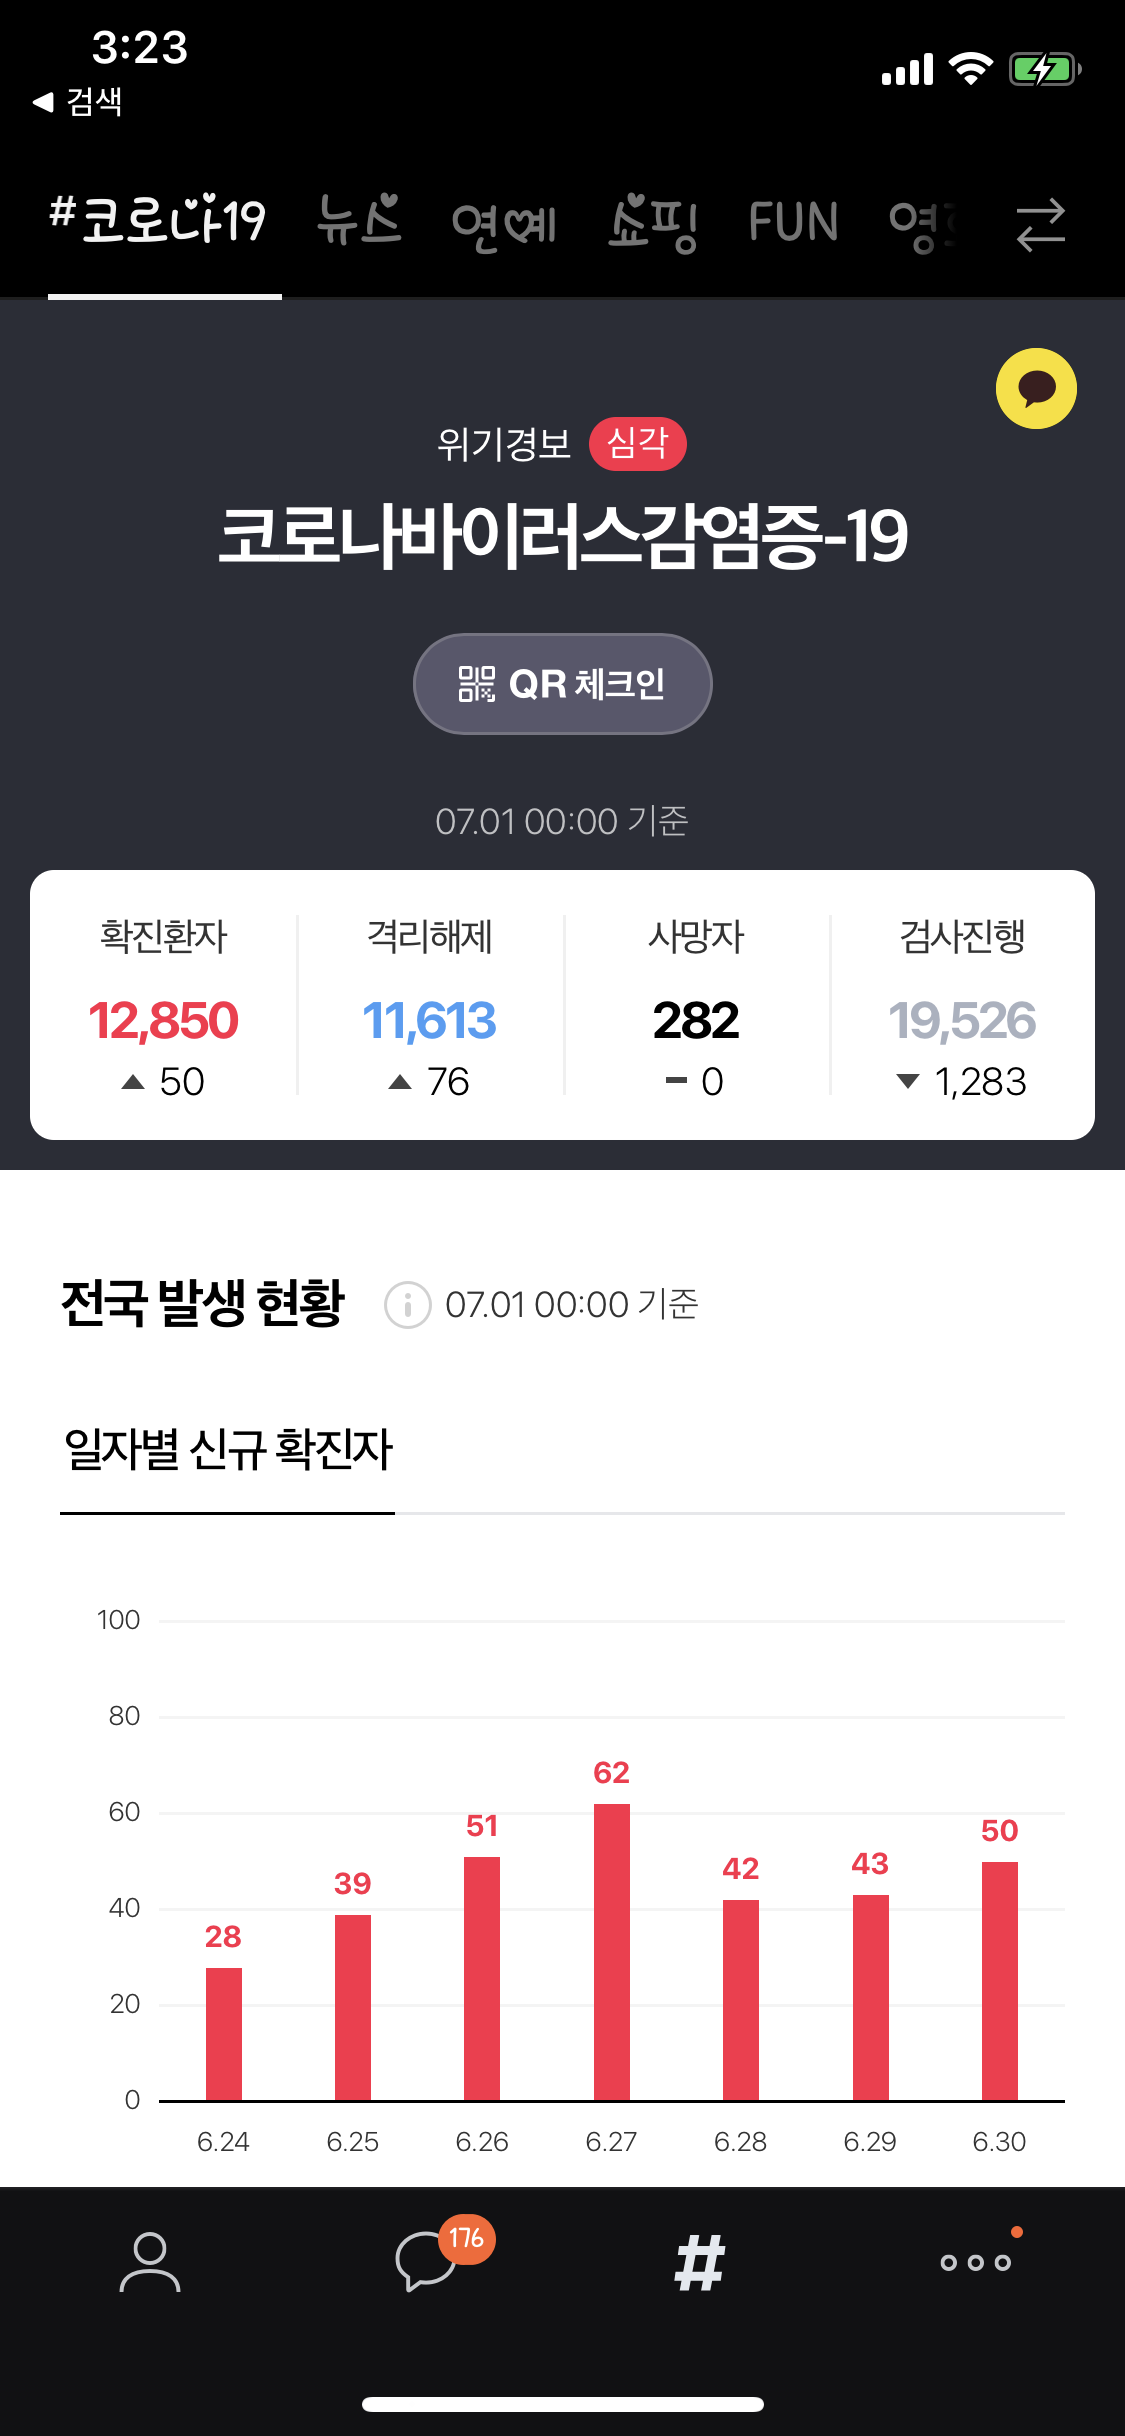 3:23
◀ 검색
#코로나19 뉴스 연예 쇼핑 FUN
위기경보 심각
코로나바이러스감염증-19
QR 체크인
07.01 00:00 기준
확진환자 격리해제 사망자 검사진행
12,850 11,613 282 19,526
▲ 50 ▲ 76 - 0 ▼ 1,283
전국 발생 현황 07.01 00:00 기준
일자별 신규 확진자
100
80
62
60
51
50
43
42
40
39
28
20
0
6.24 6.25 6.26 6.27 6.28 6.29 6.30
176
#